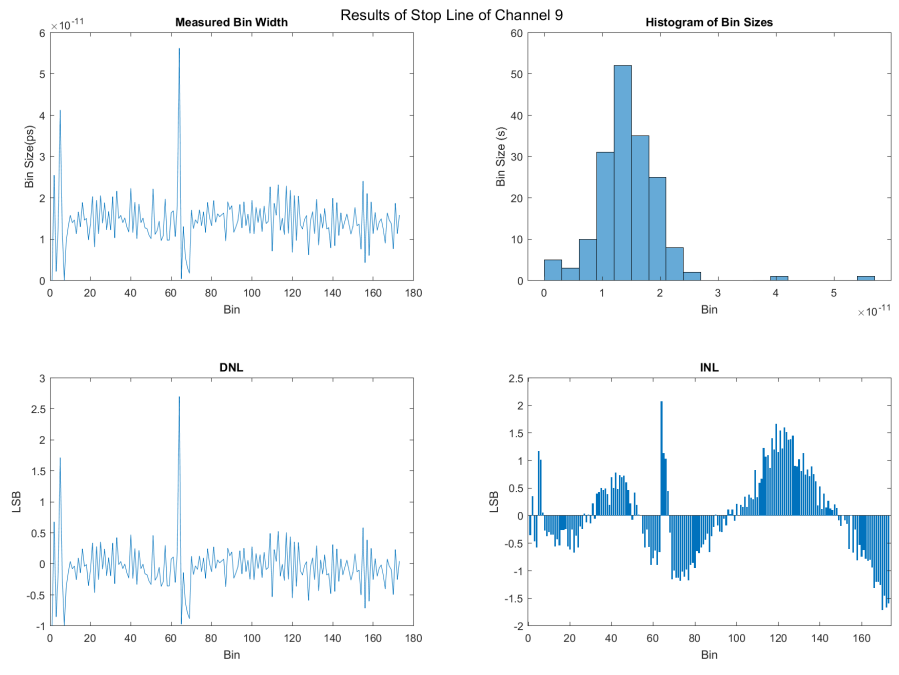 Results of Stop Line of Channel 9
Measured Bin Width
×10⁻¹¹
6
5
4
3
2
1
0
Bin Size(ps)
0 20 40 60 80 100 120 140 160 180
Bin
Histogram of Bin Sizes
60
50
40
30
20
10
0
Bin Size (s)
0 1 2 3 4 5
×10⁻¹¹
Bin
DNL
3
2.5
2
1.5
1
0.5
0
-0.5
-1
LSB
0 20 40 60 80 100 120 140 160 180
Bin
INL
2.5
2
1.5
1
0.5
0
-0.5
-1
-1.5
-2
LSB
0 20 40 60 80 100 120 140 160
Bin